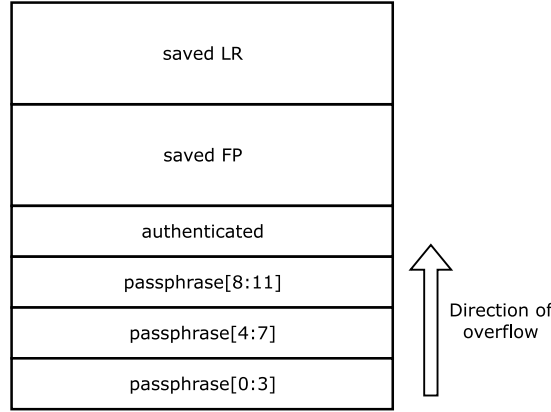 saved LR
saved FP
authenticated
passphrase[8:11]
passphrase[4:7]
passphrase[0:3]
Direction of
overflow